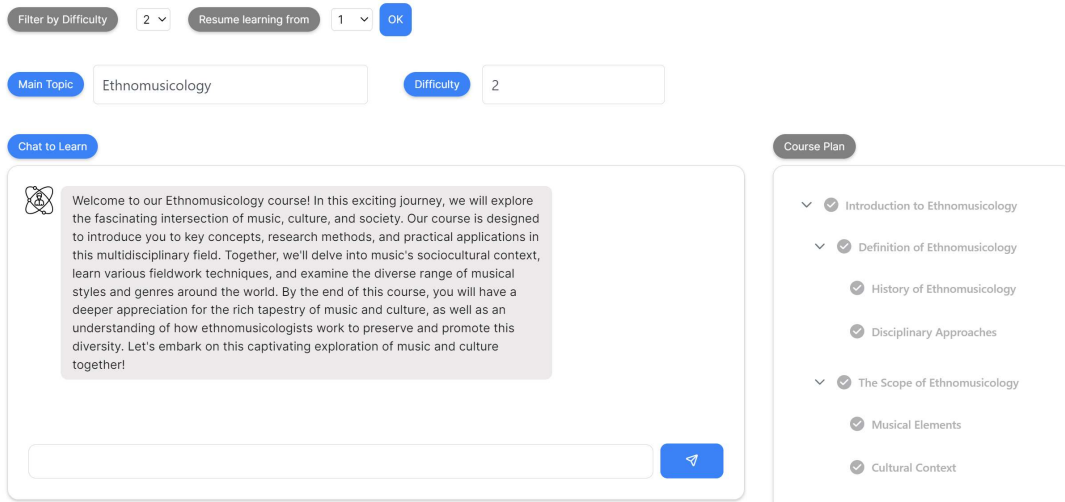 Filter by Difficulty 2 Resume learning from 1 OK
Main Topic Ethnomusicology Difficulty 2
Chat to Learn
Welcome to our Ethnomusicology course! In this exciting journey, we will explore
the fascinating intersection of music, culture, and society. Our course is designed
to introduce you to key concepts, research methods, and practical applications in
this multidisciplinary field. Together, we'll delve into music's sociocultural context,
learn various fieldwork techniques, and examine the diverse range of musical
styles and genres around the world. By the end of this course, you will have a
deeper appreciation for the rich tapestry of music and culture, as well as an
understanding of how ethnomusicologists work to preserve and promote this
diversity. Let's embark on this captivating exploration of music and culture
together!
Course Plan
Introduction to Ethnomusicology
Definition of Ethnomusicology
History of Ethnomusicology
Disciplinary Approaches
The Scope of Ethnomusicology
Musical Elements
Cultural Context